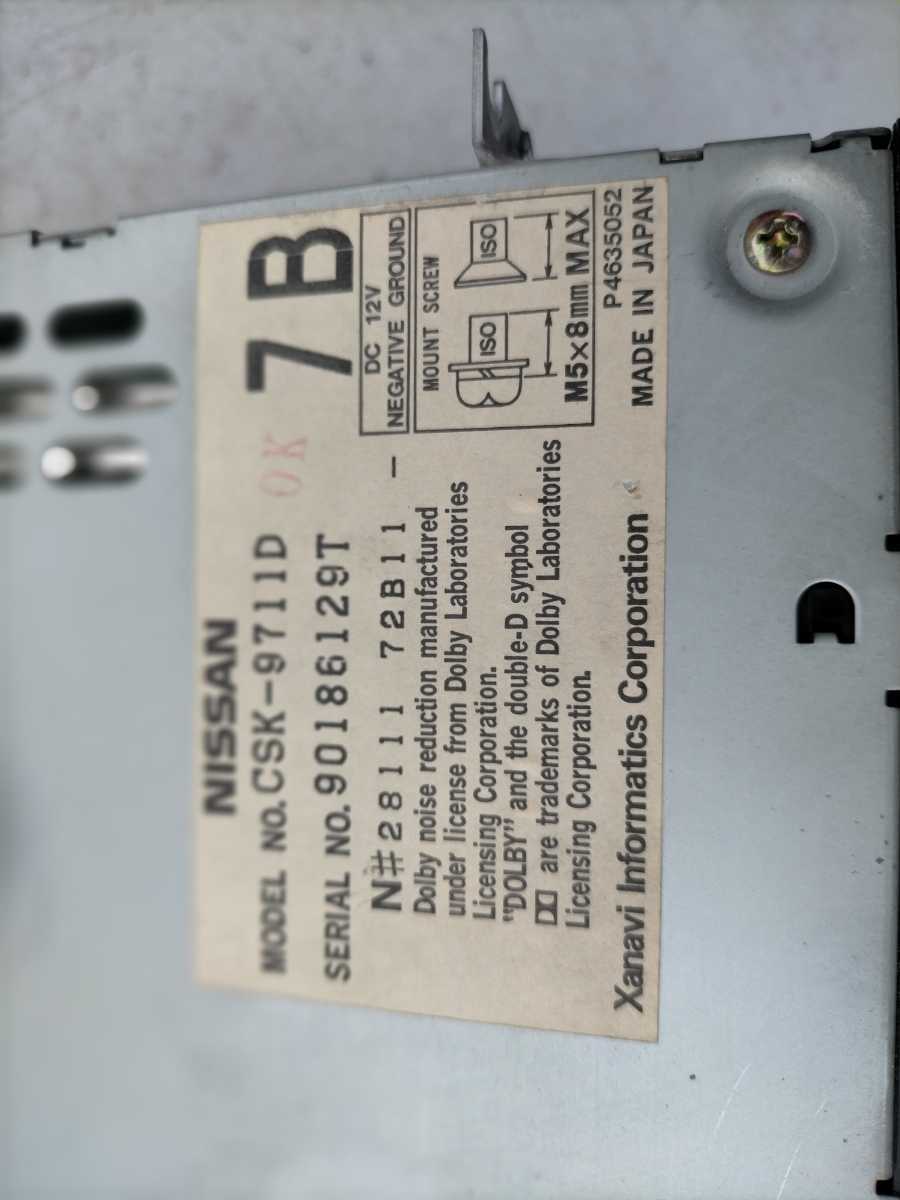 NISSAN
MODEL NO. CSK-9711D
OK
7B
SERIAL NO. 90186129T
N#28111 72B11 -
DC 12V
NEGATIVE GROUND
Dolby noise reduction manufactured
under license from Dolby Laboratories
Licensing Corporation.
"DOLBY" and the double-D symbol
are trademarks of Dolby Laboratories
Licensing Corporation.
MOUNT SCREW
ISO
ISO
M5×8mm MAX
P4635052
Xanavi Informatics Corporation
MADE IN JAPAN